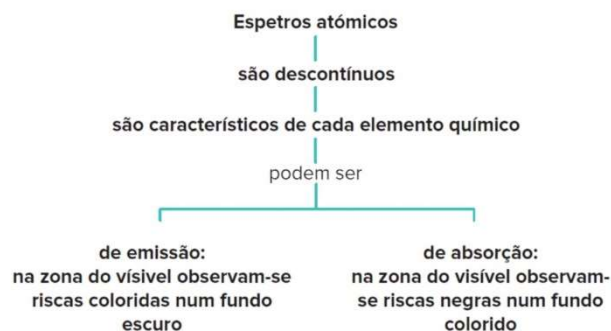 Espetros atómicos
são descontínuos
são característicos de cada elemento químico
podem ser
de emissão:
na zona do vísivel observam-se
riscas coloridas num fundo
escuro
de absorção:
na zona do visível observam-
se riscas negras num fundo
colorido